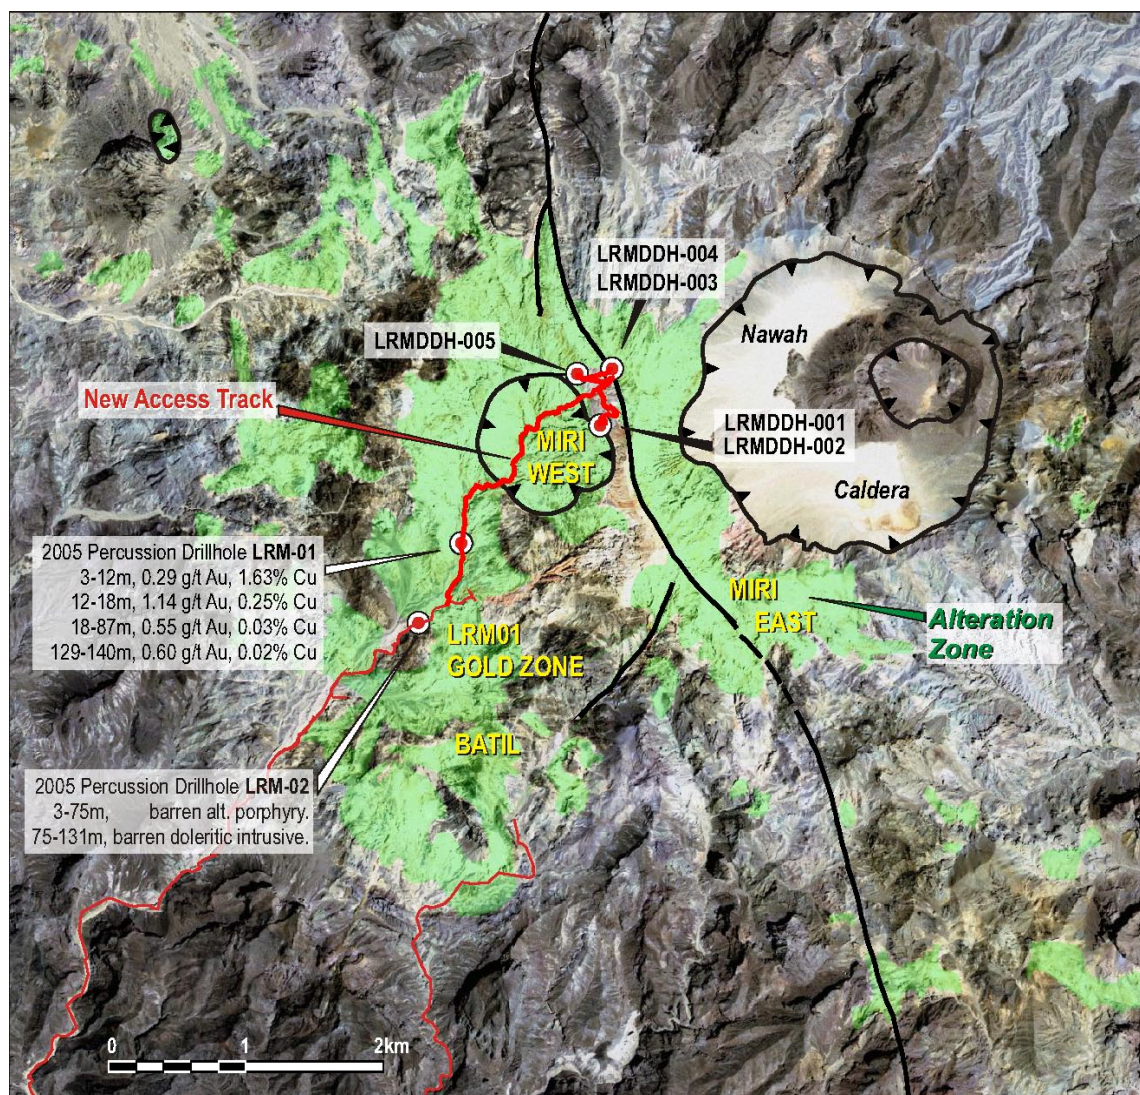 LRMDDH-004
LRMDDH-003
Nawah
LRMDDH-005
New Access Track
LRMDDH-001
LRMDDH-002
MIRI
WEST
Caldera
2005 Percussion Drillhole LRM-01
3-12m, 0.29 g/t Au, 1.63% Cu
12-18m, 1.14 g/t Au, 0.25% Cu
18-87m, 0.55 g/t Au, 0.03% Cu
129-140m, 0.60 g/t Au, 0.02% Cu
MIRI
EAST
Alteration
Zone
LRM01
GOLD ZONE
BATIL
2005 Percussion Drillhole LRM-02
3-75m, barren alt. porphyry.
75-131m, barren doleritic intrusive.
0 1 2km